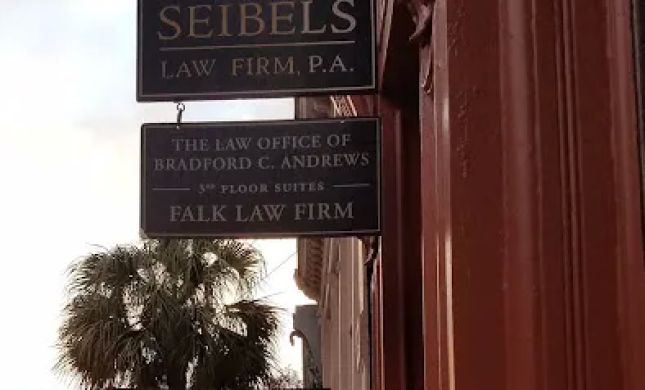 SEIBELS
LAW FIRM, P.A.
THE LAW OFFICE OF
BRADFORD C. ANDREWS
3RD FLOOR SUITES
FALK LAW FIRM